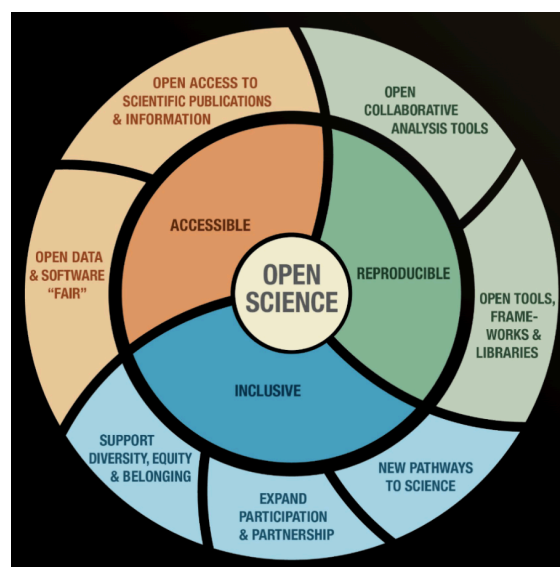 OPEN ACCESS TO
SCIENTIFIC PUBLICATIONS
& INFORMATION
OPEN
COLLABORATIVE
ANALYSIS TOOLS
ACCESSIBLE
OPEN DATA
& SOFTWARE
“FAIR”
OPEN
SCIENCE
REPRODUCIBLE
OPEN TOOLS,
FRAME-
WORKS &
LIBRARIES
INCLUSIVE
SUPPORT
DIVERSITY, EQUITY
& BELONGING
EXPAND
PARTICIPATION
& PARTNERSHIP
NEW PATHWAYS
TO SCIENCE